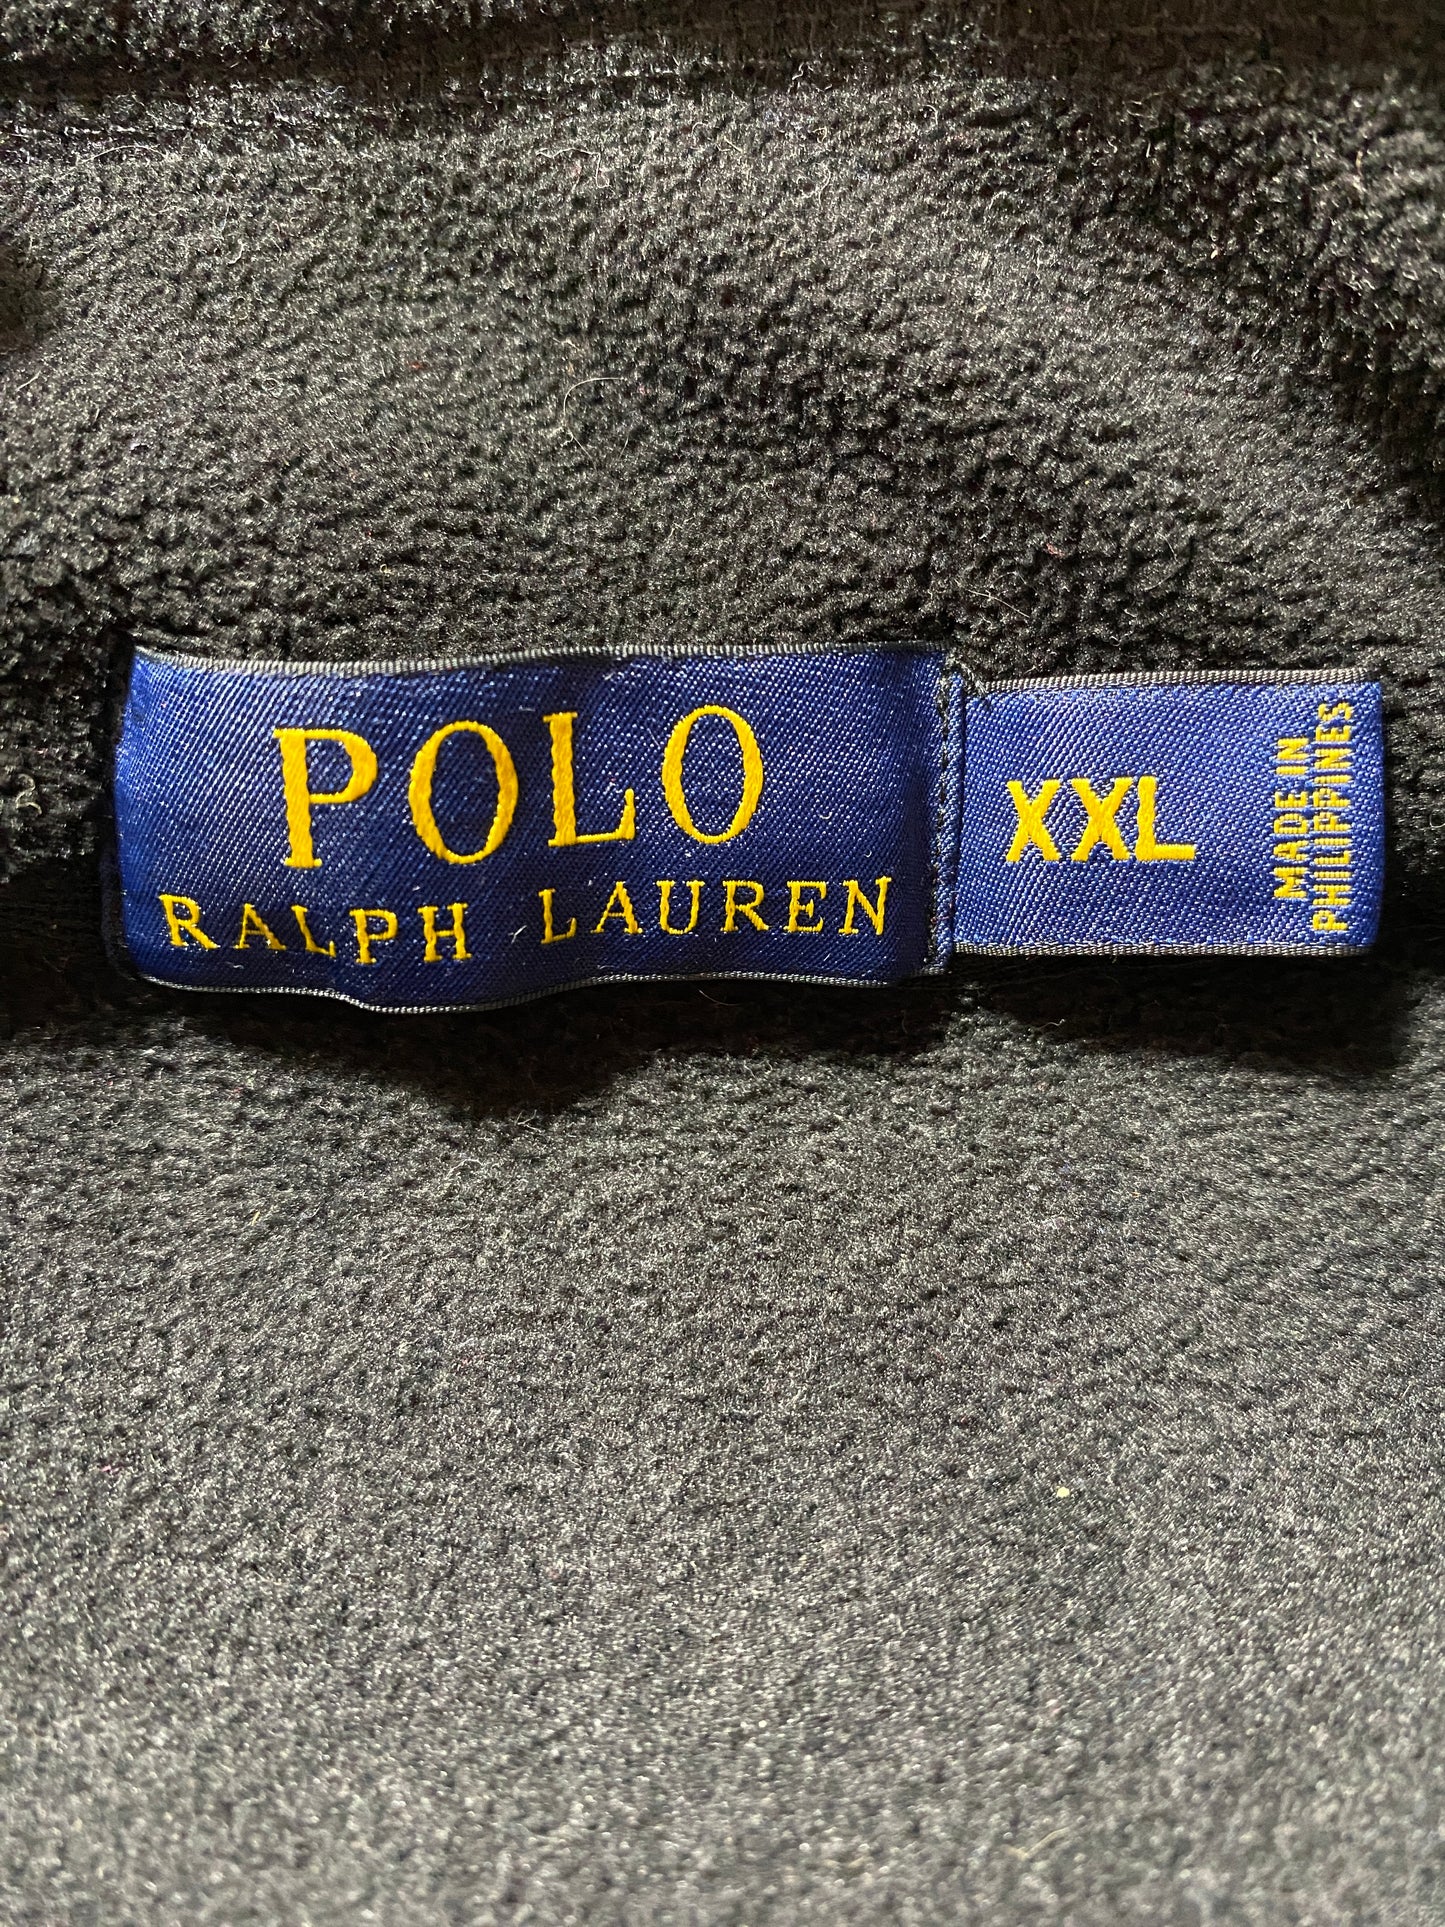 POLO
RALPH LAUREN
XXL
MADE IN
PHILIPPINES